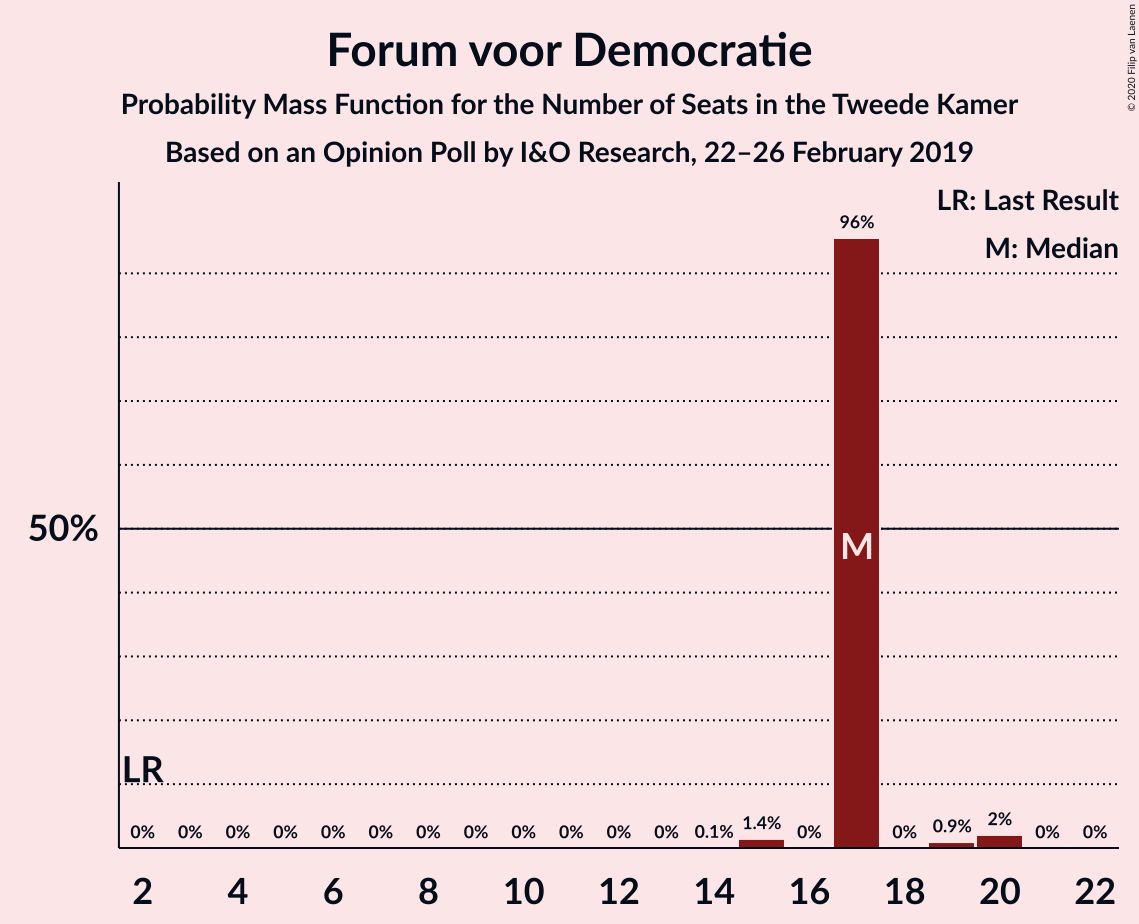 Forum voor Democratie
Probability Mass Function for the Number of Seats in the Tweede Kamer
Based on an Opinion Poll by I&O Research, 22–26 February 2019
© 2020 Filip van Laenen
LR: Last Result
M: Median
96%
50%
M
LR
0% 0% 0% 0% 0% 0% 0% 0% 0% 0% 0% 0% 0.1% 1.4% 0% 0% 0.9% 2% 0% 0%
2 4 6 8 10 12 14 16 18 20 22